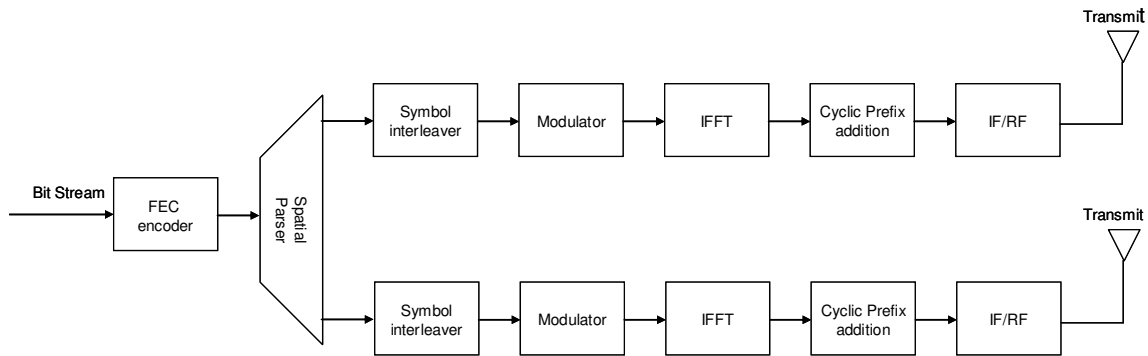 Transmit
Symbol
interleaver
Modulator
IFFT
Cyclic Prefix
addition
IF/RF
Bit Stream
FEC
encoder
Spatial
Parser
Transmit
Symbol
interleaver
Modulator
IFFT
Cyclic Prefix
addition
IF/RF